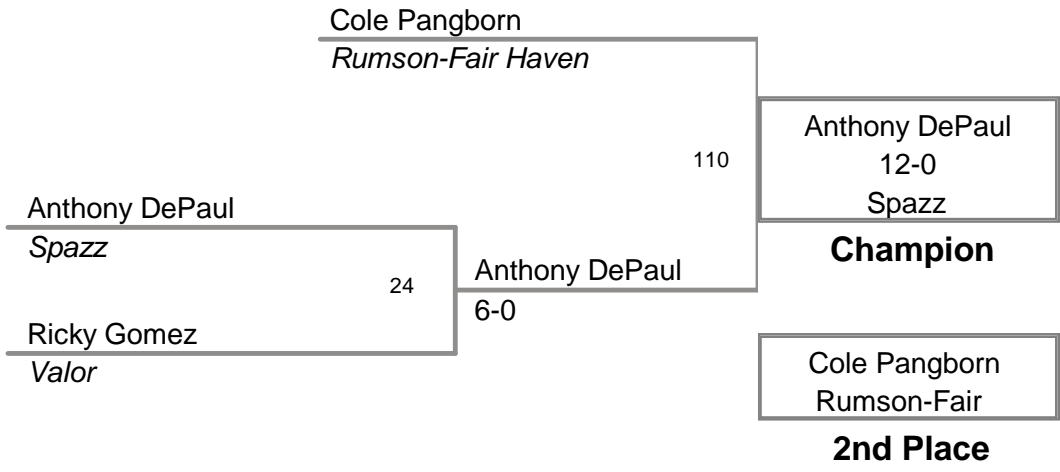 Cole Pangborn
Rumson-Fair Haven
110
Anthony DePaul
12-0
Spazz
Champion
Anthony DePaul
Spazz
24
Anthony DePaul
6-0
Ricky Gomez
Valor
Cole Pangborn
Rumson-Fair
2nd Place